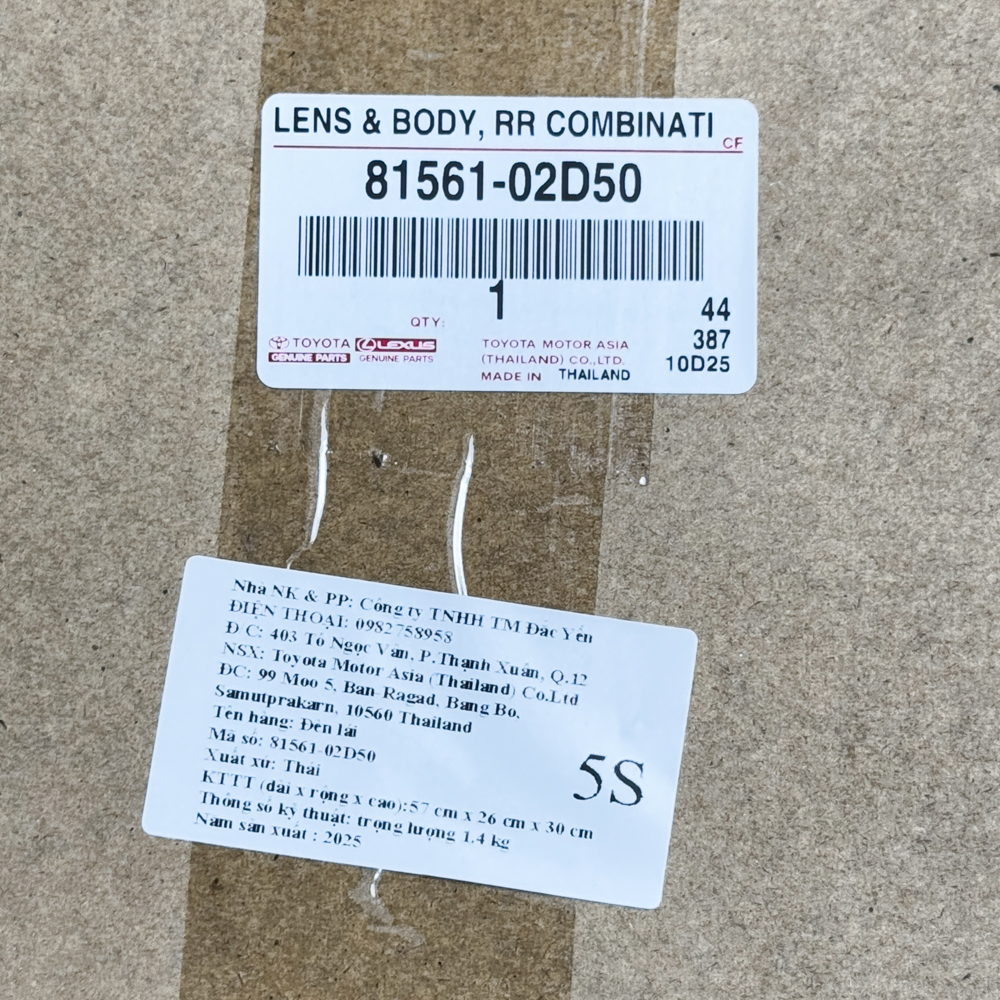 LENS & BODY, RR COMBINATI
CF
81561-02D50
QTY: 1
44
387
10D25
TOYOTA
GENUINE PARTS
LEXUS
GENUINE PARTS
TOYOTA MOTOR ASIA
(THAILAND) CO.,LTD.
MADE IN THAILAND
Nhà NK & PP: Công ty TNHH TM Đăc Yến
ĐIỆN THOẠI: 0982758958
Đ C: 403 Tô Ngọc Vân, P.Thạnh Xuân, Q.12
NSX: Toyota Motor Asia (Thailand) Co.Ltd
ĐC: 99 Moo 5, Ban-Ragad, Bang Bo,
Samutprakarn, 10560 Thailand
Tên hàng: Đèn lái
Mã số: 81561-02D50
Xuất xứ: Thái
KTTT (dài x rộng x cao):57 cm x 26 cm x 30 cm
Thông số kỹ thuật: trọng lượng 1.4 kg
Năm sản xuất : 2025
5S